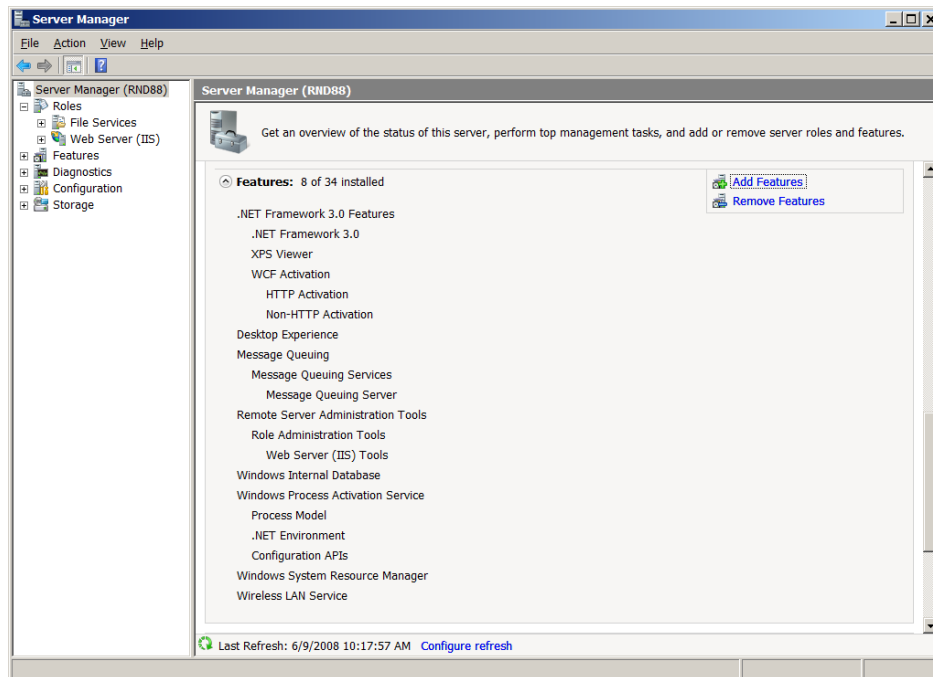 Server Manager
File Action View Help
Server Manager (RND88)
Roles
File Services
Web Server (IIS)
Features
Diagnostics
Configuration
Storage
Server Manager (RND88)
Get an overview of the status of this server, perform top management tasks, and add or remove server roles and features.
Features: 8 of 34 installed
Add Features
Remove Features
.NET Framework 3.0 Features
.NET Framework 3.0
XPS Viewer
WCF Activation
HTTP Activation
Non-HTTP Activation
Desktop Experience
Message Queuing
Message Queuing Services
Message Queuing Server
Remote Server Administration Tools
Role Administration Tools
Web Server (IIS) Tools
Windows Internal Database
Windows Process Activation Service
Process Model
.NET Environment
Configuration APIs
Windows System Resource Manager
Wireless LAN Service
Last Refresh: 6/9/2008 10:17:57 AM Configure refresh